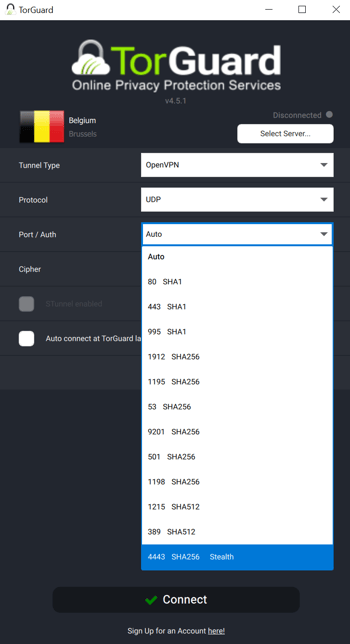 TorGuard
TorGuard
Online Privacy Protection Services
v4.5.1
Belgium
Brussels
Disconnected
Select Server...
Tunnel Type
OpenVPN
Protocol
UDP
Port / Auth
Auto
Auto
Cipher
80 SHA1
443 SHA1
STunnel enabled
995 SHA1
Auto connect at TorGuard la
1912 SHA256
1195 SHA256
53 SHA256
9201 SHA256
501 SHA256
1198 SHA256
1215 SHA512
389 SHA512
4443 SHA256 Stealth
Connect
Sign Up for an Account here!